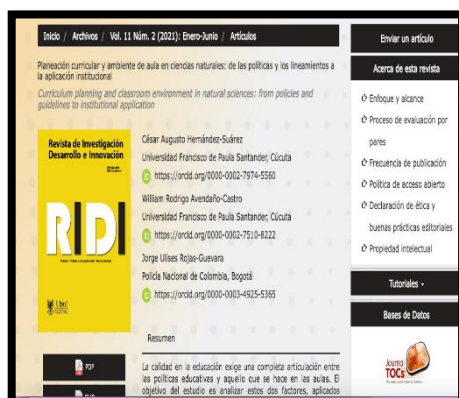 Inicio / Archivos / Vol. 11 Núm. 2 (2021): Enero-Junio / Artículos
Planeación curricular y ambiente de aula en ciencias naturales: de las políticas y los lineamientos a
la aplicación institucional
Curriculum planning and classroom environment in natural sciences: from policies and
guidelines to institutional application
Revista de Investigación
Desarrollo e Innovación
RIDI
Uptc
PDF
César Augusto Hernández-Suárez
Universidad Francisco de Paula Santander, Cúcuta
https://orcid.org/0000-0002-7974-5560
William Rodrigo Avendaño-Castro
Universidad Francisco de Paula Santander, Cúcuta
https://orcid.org/0000-0002-7510-8222
Jorge Ulises Rojas-Guevara
Policía Nacional de Colombia, Bogotá
https://orcid.org/0000-0003-4925-5365
Resumen
La calidad en la educación exige una completa articulación entre
las políticas educativas y aquello que se hace en las aulas. El
objetivo del estudio es analizar estos dos factores, aplicados
Enviar un artículo
Acerca de esta revista
Enfoque y alcance
Proceso de evaluación por
pares
Frecuencia de publicación
Política de acceso abierto
Declaración de ética y
buenas prácticas editoriales
Propiedad intelectual
Tutoriales
Bases de Datos
Journal
TOCs